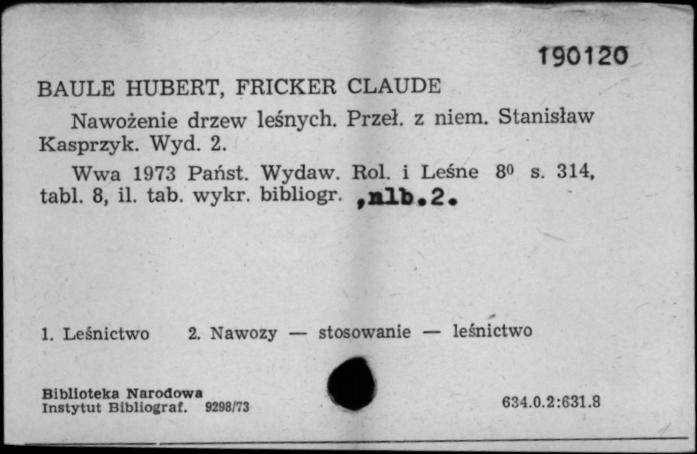 190120
BAULE HUBERT, FRICKER CLAUDE
Nawożenie drzew leśnych. Przeł. z niem. Stanisław
Kasprzyk. Wyd. 2.
Wwa 1973 Państ. Wydaw. Rol. i Leśne 8⁰ s. 314,
tabl. 8, il. tab. wykr. bibliogr. ,nlb.2.
1. Leśnictwo 2. Nawozy — stosowanie — leśnictwo
Biblioteka Narodowa
Instytut Bibliograf. 9298/73
634.0.2:631.8